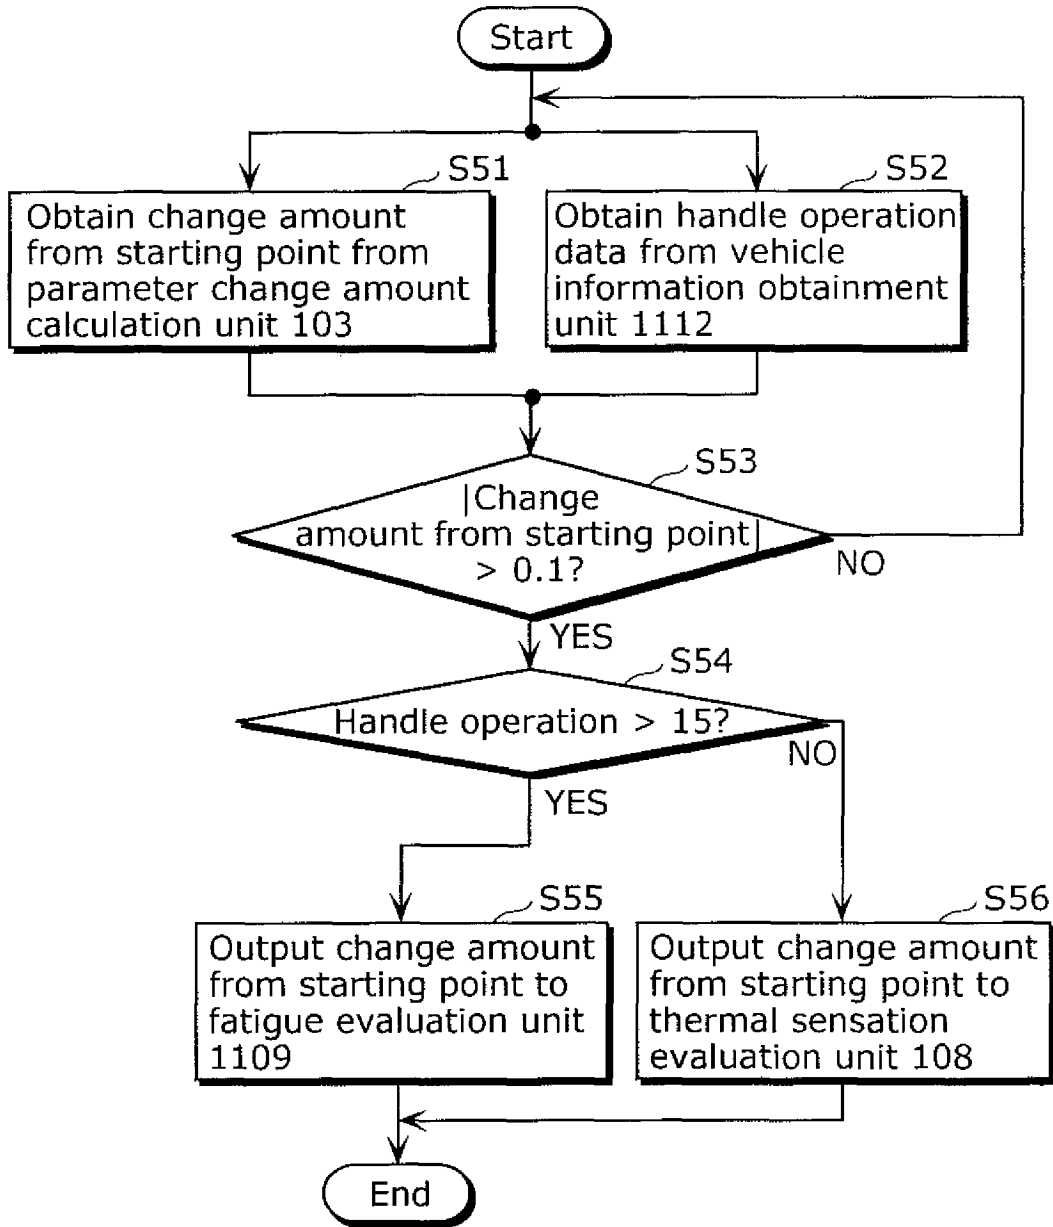 Start
S51
Obtain change amount
from starting point from
parameter change amount
calculation unit 103
S52
Obtain handle operation
data from vehicle
information obtainment
unit 1112
S53
|Change
amount from starting point|
> 0.1?
NO
YES
S54
Handle operation > 15?
NO
YES
S55
Output change amount
from starting point to
fatigue evaluation unit
1109
S56
Output change amount
from starting point to
thermal sensation
evaluation unit 108
End